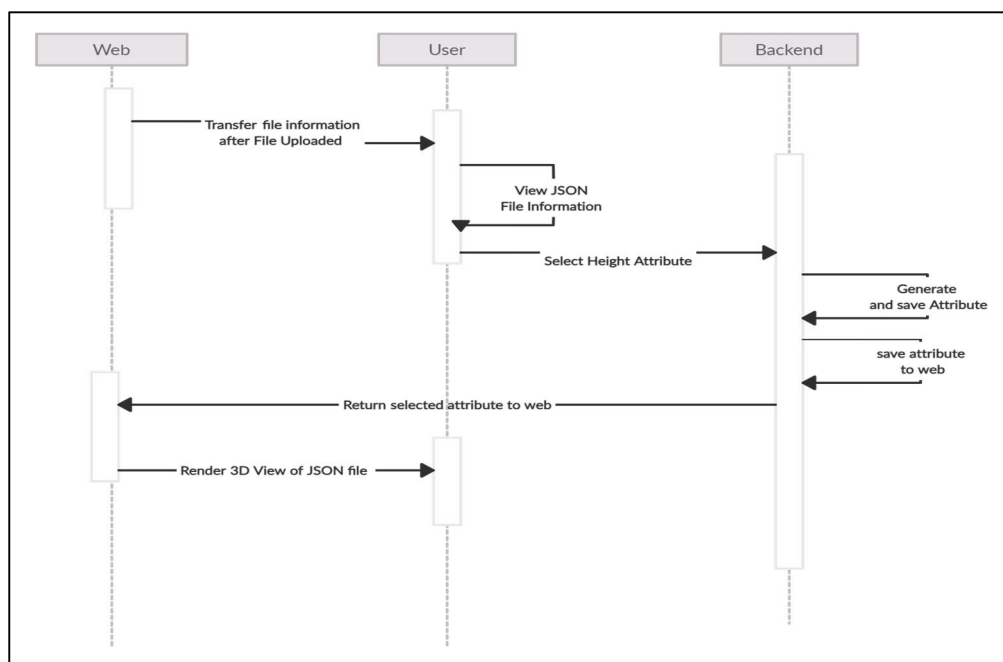 Web
User
Backend
Transfer file information
after File Uploaded
View JSON
File Information
Select Height Attribute
Generate
and save Attribute
save attribute
to web
Return selected attribute to web
Render 3D View of JSON file